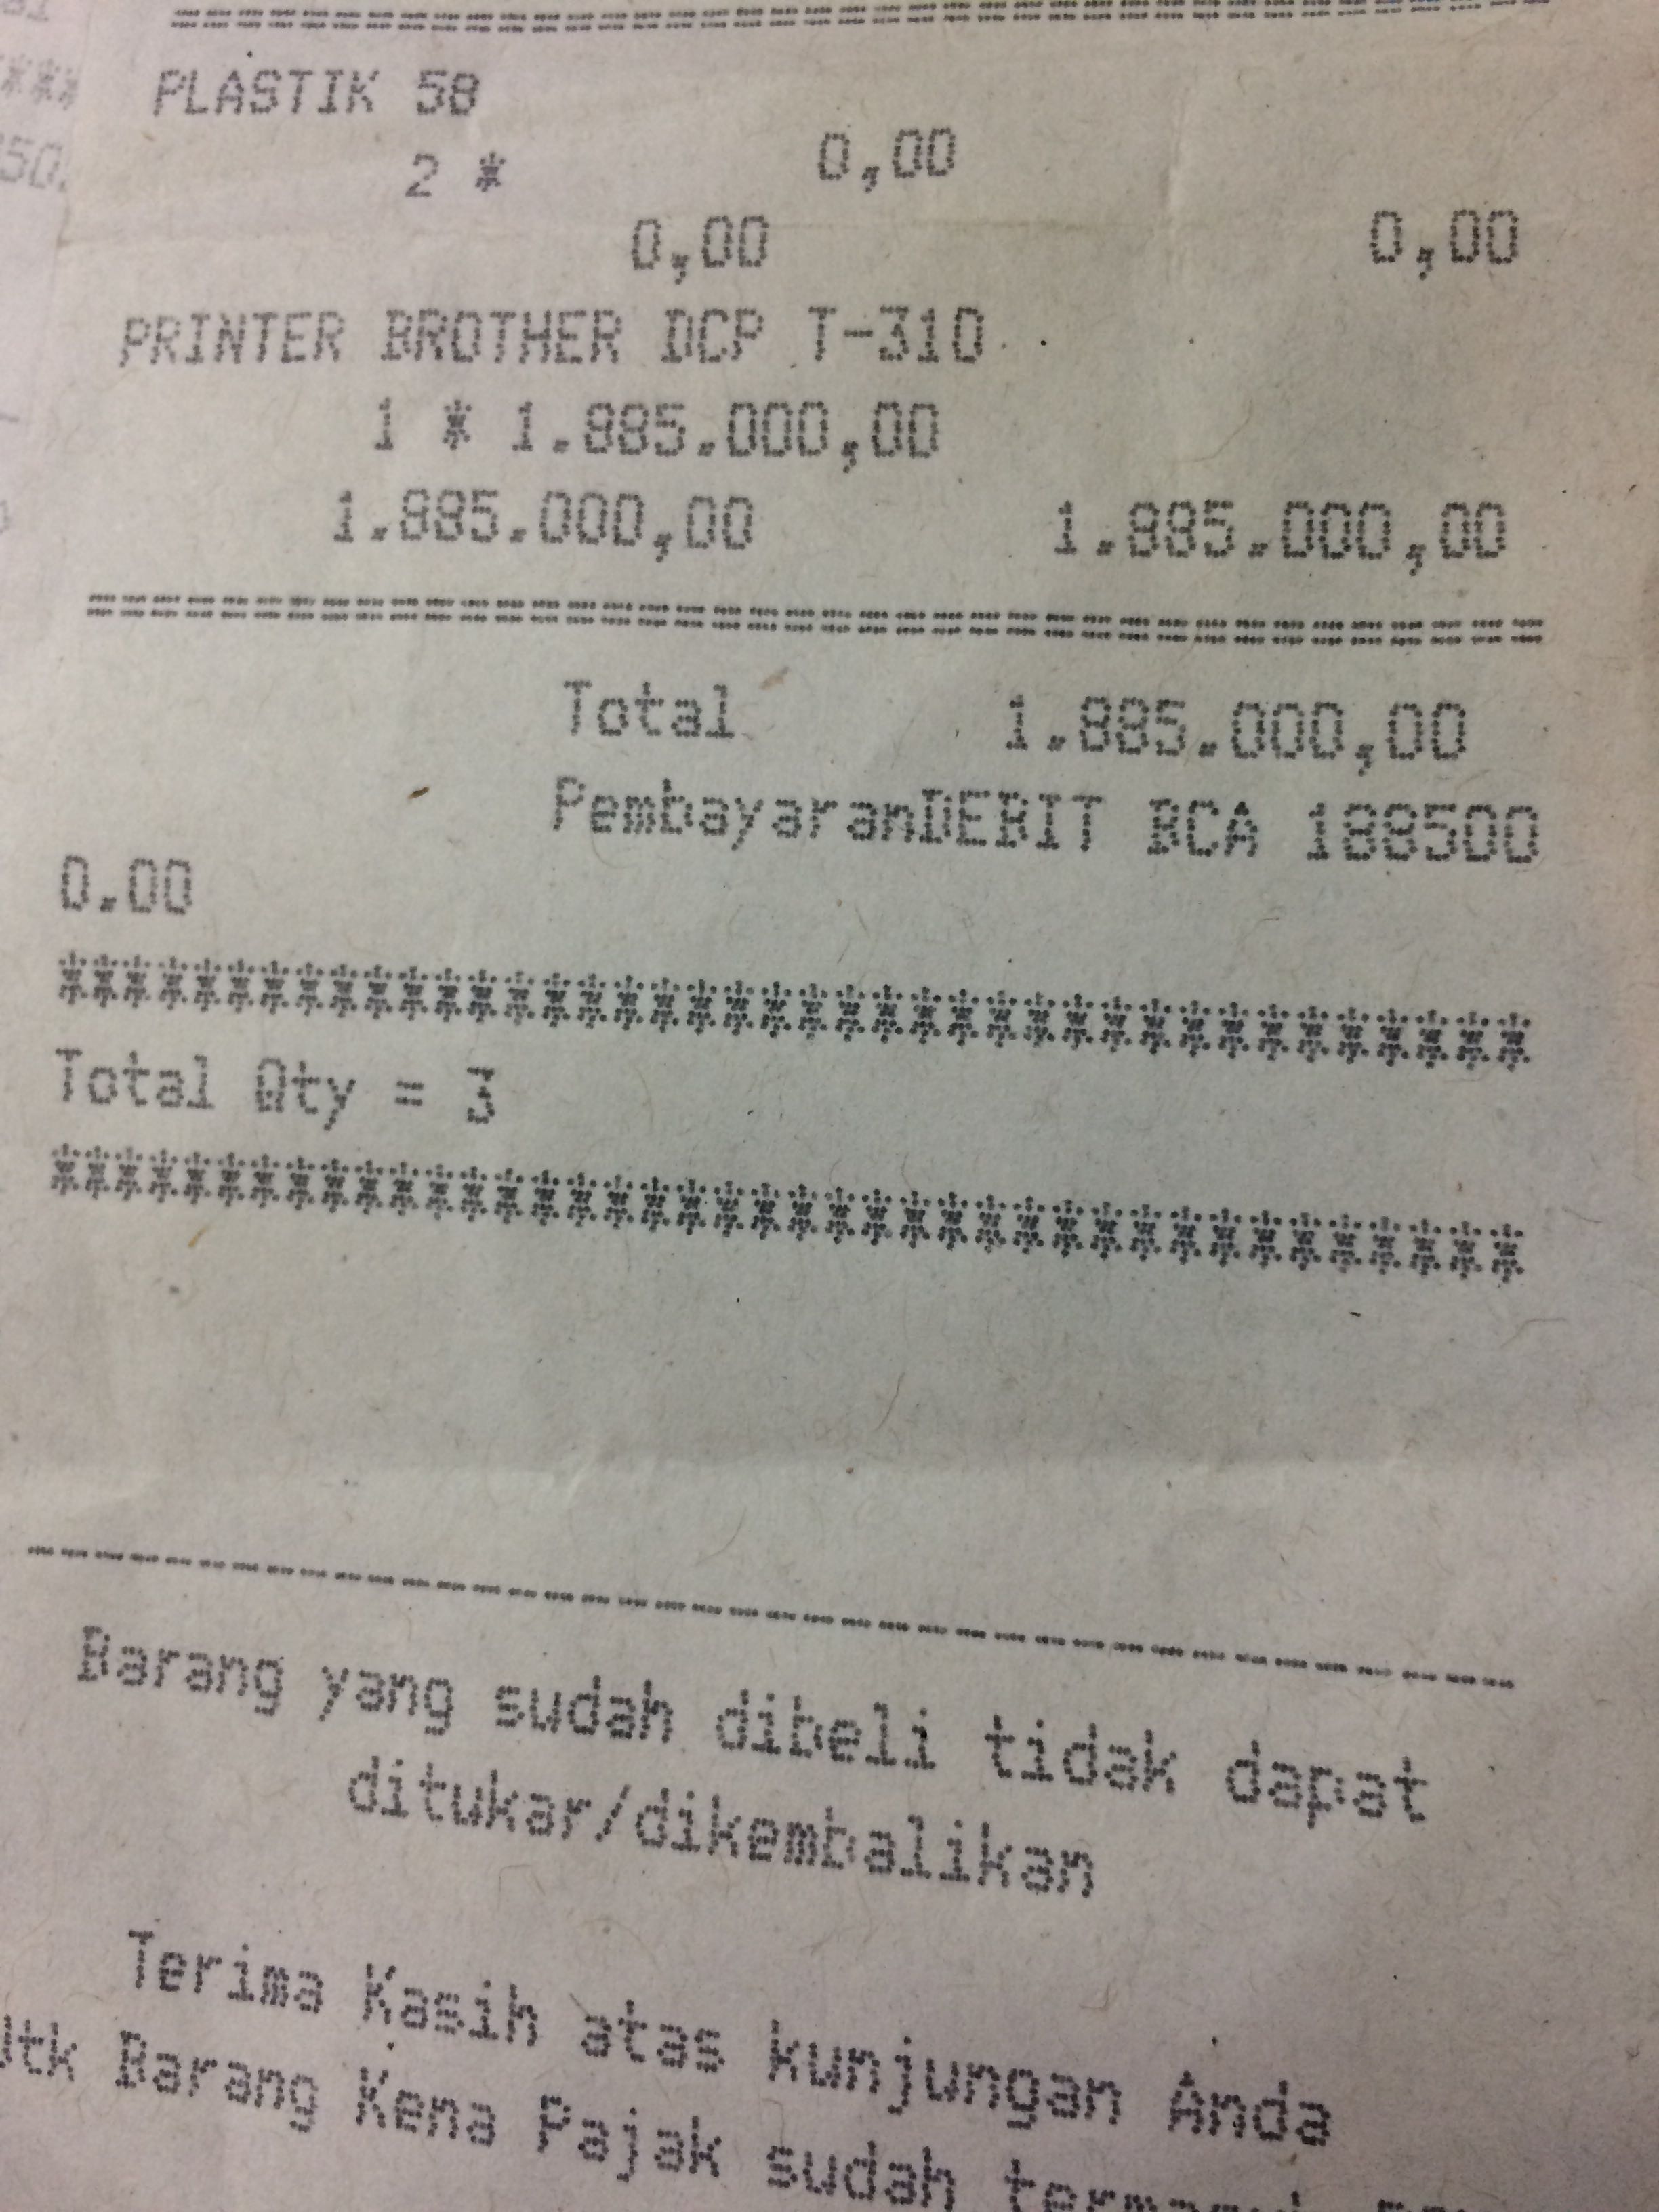 PLASTIK 58
2 * 0,00
0,00 0,00
PRINTER BROTHER DCP T-310
1 * 1.885.000,00
1.885.000,00 1.885.000,00
Total 1.885.000,00
PembayaranDEBIT BCA 188500
0.00
************************************
Total Qty = 3
************************************
Barang yang sudah dibeli tidak dapat
ditukar/dikembalikan
Terima Kasih atas kunjungan Anda
Utk Barang Kena Pajak sudah